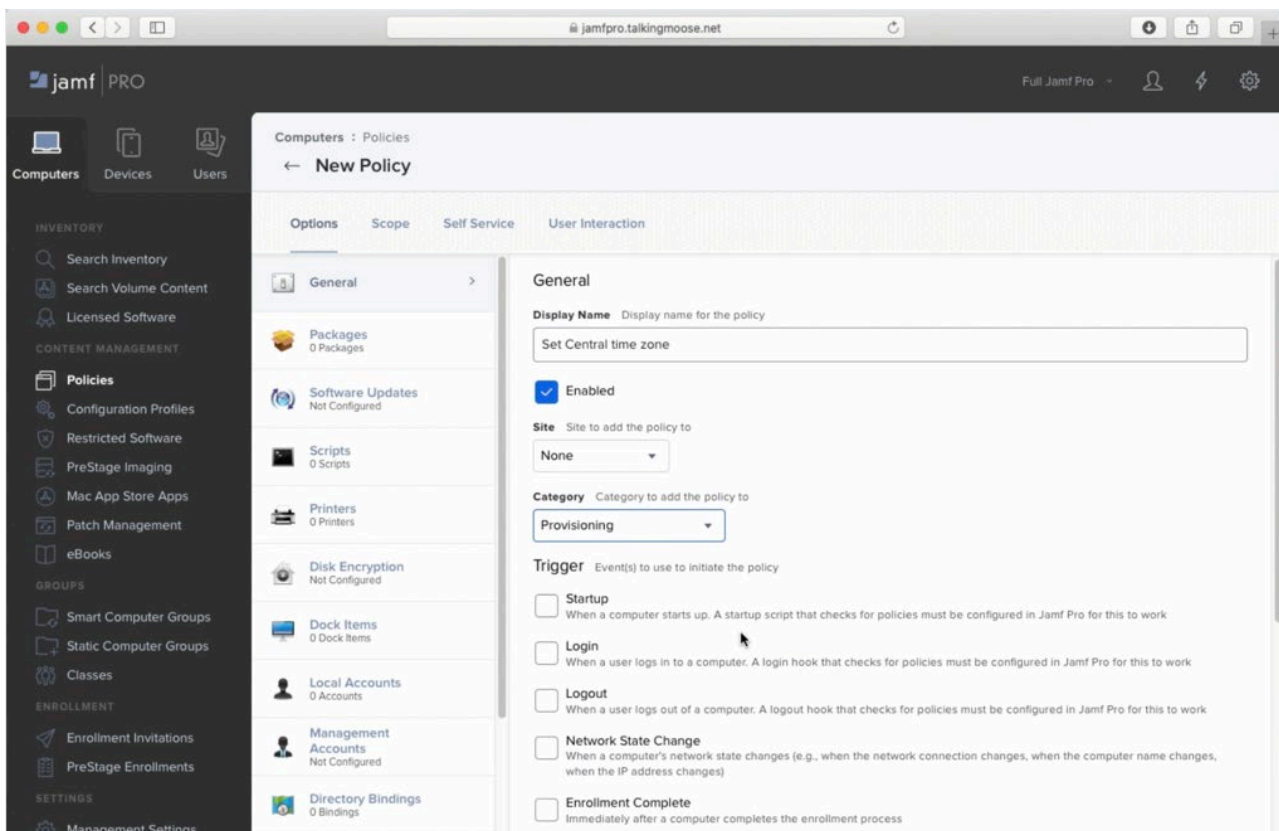 jamfpro.talkingmoose.net
jamf PRO
Full Jamf Pro
Computers
Devices
Users
INVENTORY
Search Inventory
Search Volume Content
Licensed Software
CONTENT MANAGEMENT
Policies
Configuration Profiles
Restricted Software
PreStage Imaging
Mac App Store Apps
Patch Management
eBooks
GROUPS
Smart Computer Groups
Static Computer Groups
Classes
ENROLLMENT
Enrollment Invitations
PreStage Enrollments
SETTINGS
Management Settings
Computers : Policies
← New Policy
Options
Scope
Self Service
User Interaction
General
Packages
0 Packages
Software Updates
Not Configured
Scripts
0 Scripts
Printers
0 Printers
Disk Encryption
Not Configured
Dock Items
0 Dock Items
Local Accounts
0 Accounts
Management
Accounts
Not Configured
Directory Bindings
0 Bindings
General
Display Name Display name for the policy
Set Central time zone
Enabled
Site Site to add the policy to
None
Category Category to add the policy to
Provisioning
Trigger Event(s) to use to initiate the policy
Startup
When a computer starts up. A startup script that checks for policies must be configured in Jamf Pro for this to work
Login
When a user logs in to a computer. A login hook that checks for policies must be configured in Jamf Pro for this to work
Logout
When a user logs out of a computer. A logout hook that checks for policies must be configured in Jamf Pro for this to work
Network State Change
When a computer's network state changes (e.g., when the network connection changes, when the computer name changes,
when the IP address changes)
Enrollment Complete
Immediately after a computer completes the enrollment process